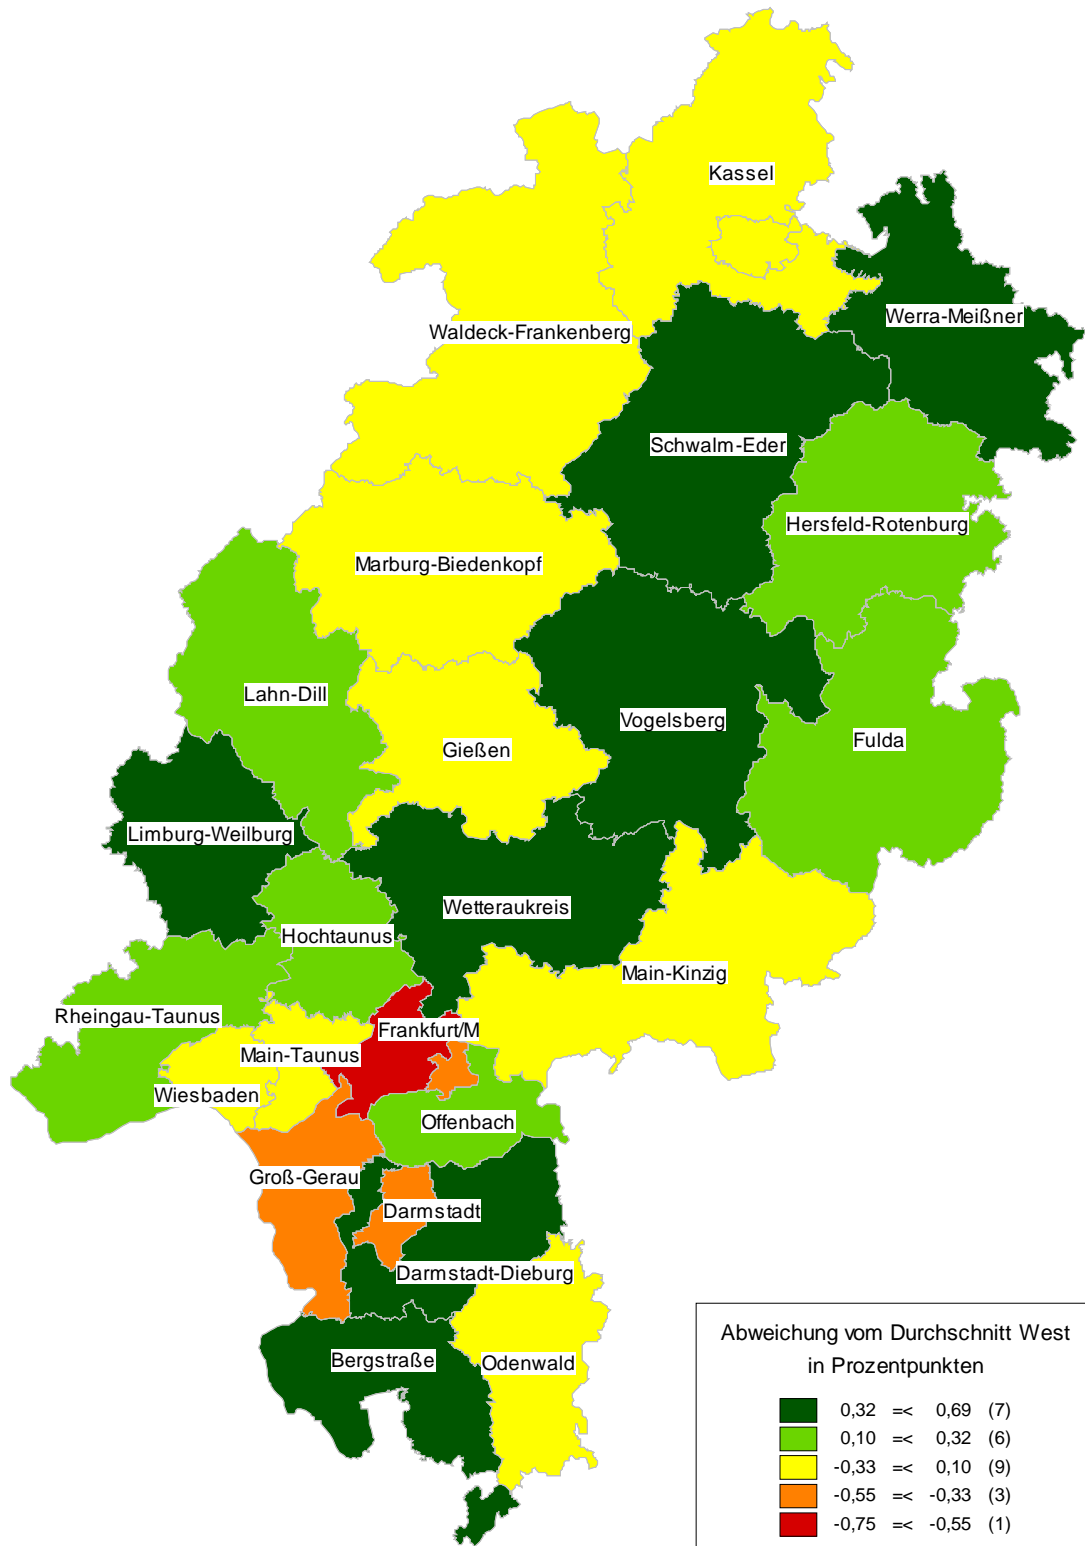 Kassel
Werra-Meißner
Waldeck-Frankenberg
Schwalm-Eder
Hersfeld-Rotenburg
Marburg-Biedenkopf
Lahn-Dill
Vogelsberg
Fulda
Gießen
Limburg-Weilburg
Wetteraukreis
Hochtaunus
Main-Kinzig
Rheingau-Taunus
Frankfurt/M
Main-Taunus
Wiesbaden
Offenbach
Groß-Gerau
Darmstadt
Darmstadt-Dieburg
Bergstraße
Odenwald
Abweichung vom Durchschnitt West
in Prozentpunkten
0,32 =< 0,69 (7)
0,10 =< 0,32 (6)
-0,33 =< 0,10 (9)
-0,55 =< -0,33 (3)
-0,75 =< -0,55 (1)